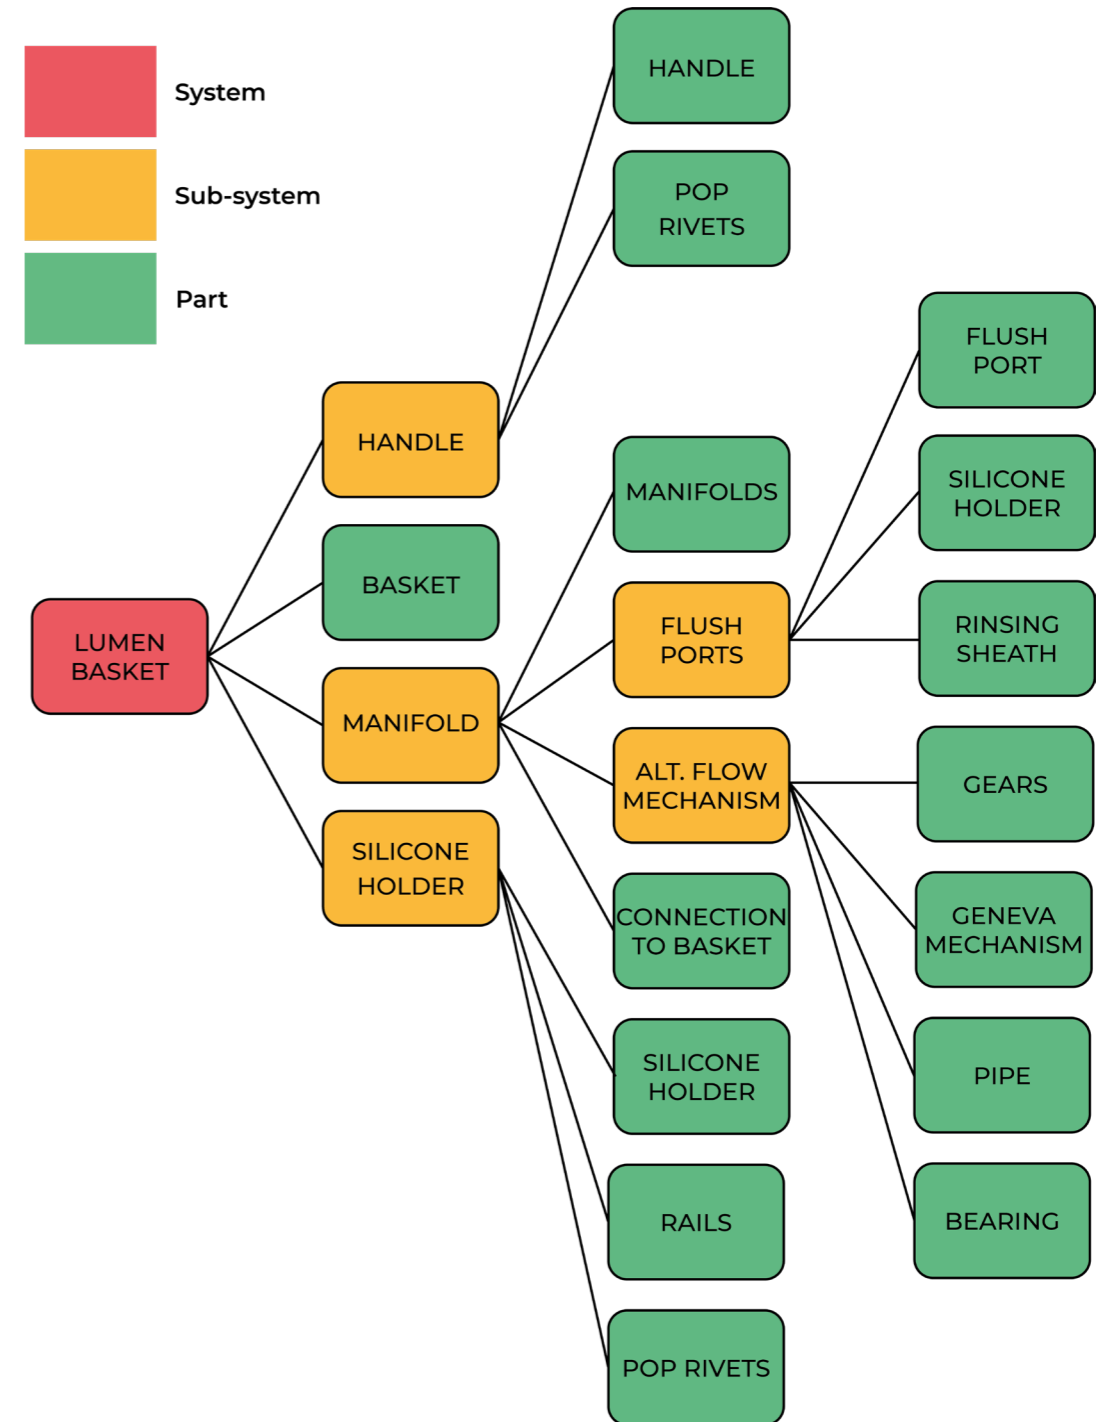 System
Sub-system
Part
LUMEN
BASKET
HANDLE
BASKET
MANIFOLD
SILICONE
HOLDER
HANDLE
POP
RIVETS
MANIFOLDS
FLUSH
PORTS
ALT. FLOW
MECHANISM
CONNECTION
TO BASKET
SILICONE
HOLDER
RAILS
POP RIVETS
FLUSH
PORT
SILICONE
HOLDER
RINSING
SHEATH
GEARS
GENEVA
MECHANISM
PIPE
BEARING